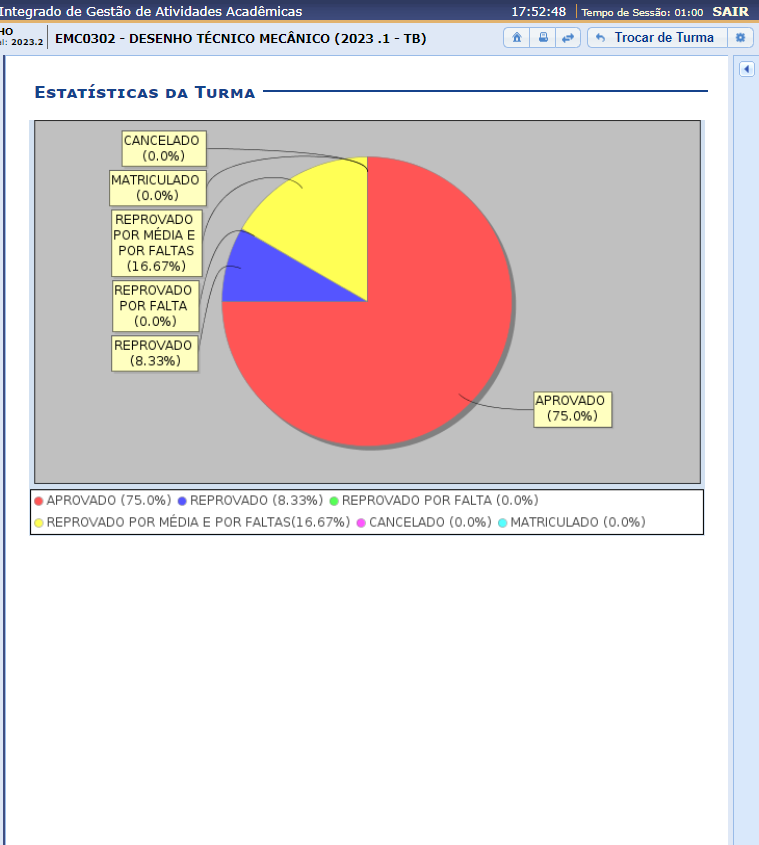 Integrado de Gestão de Atividades Acadêmicas 17:52:48 Tempo de Sessão: 01:00 SAIR
2023.2
EMC0302 - DESENHO TÉCNICO MECÂNICO (2023 .1 - TB) Trocar de Turma
Estatísticas da Turma
CANCELADO
(0.0%)
MATRICULADO
(0.0%)
REPROVADO
POR MÉDIA E
POR FALTAS
(16.67%)
REPROVADO
POR FALTA
(0.0%)
REPROVADO
(8.33%)
APROVADO
(75.0%)
APROVADO (75.0%) REPROVADO (8.33%) REPROVADO POR FALTA (0.0%)
REPROVADO POR MÉDIA E POR FALTAS(16.67%) CANCELADO (0.0%) MATRICULADO (0.0%)